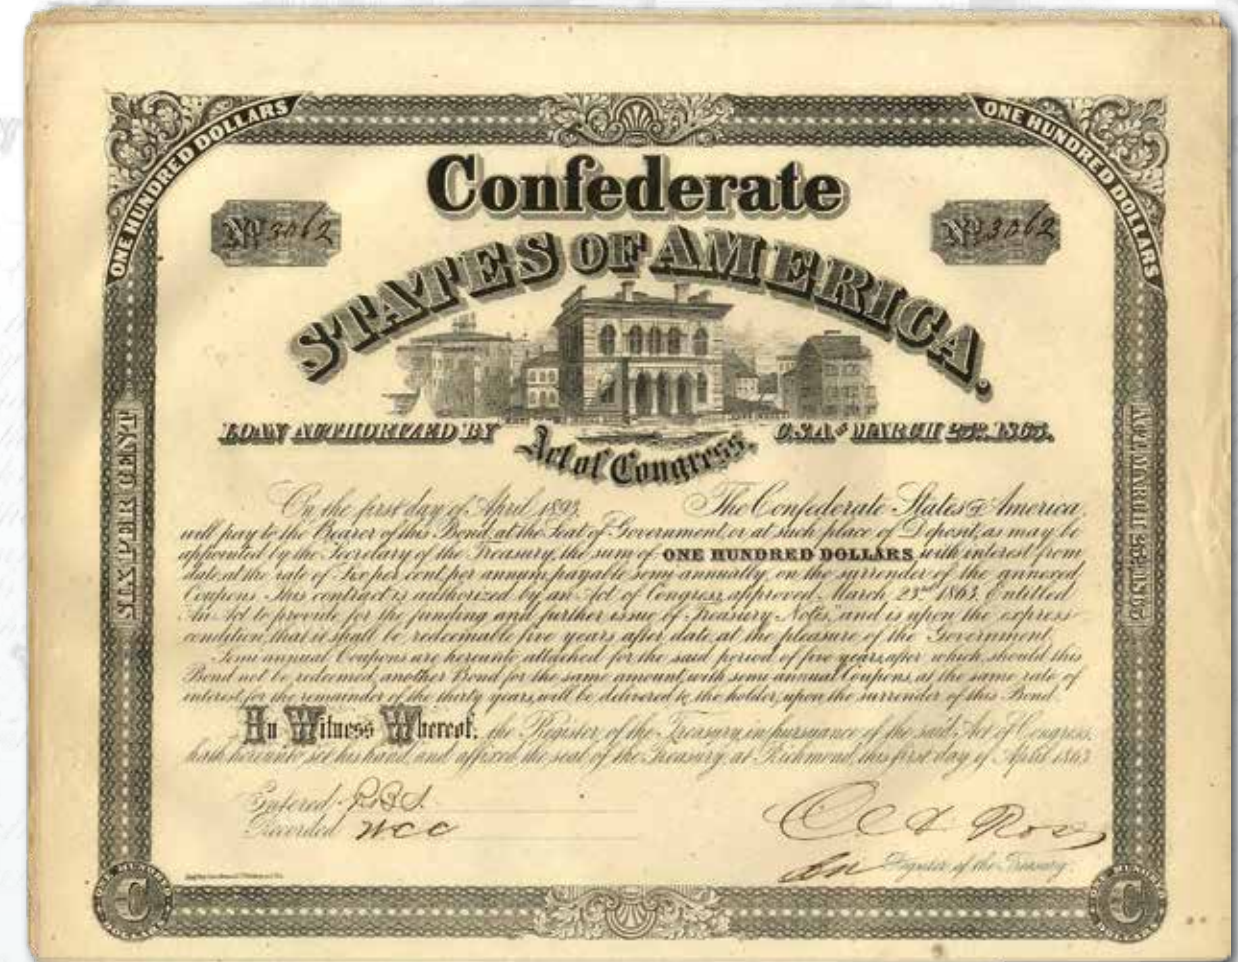 ONE HUNDRED DOLLARS
ONE HUNDRED DOLLARS
Confederate
No 3062
No 3062
STATES OF AMERICA.
LOAN AUTHORIZED BY
Act of Congress,
C.S.A. OF MARCH 23rd 1863.
SIX PER CENT
ACT MARCH 23, 1863
On the first day of April 1893, The Confederate States of America
will pay to the Bearer of this Bond, at the Seat of Government, or at such place of Deposit, as may be
appointed by the Secretary of the Treasury, the sum of ONE HUNDRED DOLLARS with interest from
date, at the rate of Six per cent, per annum, payable semi annually, on the surrender of the annexed
Coupons. This contract is authorized by an Act of Congress, approved March 23rd 1863, Entitled
"An Act to provide for the funding and further issue of Treasury Notes," and is upon the express
condition, that it shall be redeemable five years after date, at the pleasure of the Government,
Semi annual Coupons are hereunto attached for the said period of five years, after which, should this
Bond not be redeemed, another Bond for the same amount, with semi annual Coupons, at the same rate of
interest, for the remainder of the thirty years, will be delivered to the holder, upon the surrender of this Bond.
In Witness Whereof, the Register of the Treasury, in pursuance of the said Act of Congress,
hath hereunto set his hand, and affixed the seal of the Treasury, at Richmond, this first day of April 1863
Entered
Recorded WCC
Register of the Treasury.
ONE HUNDRED
C
DOLLARS
ONE HUNDRED
C
DOLLARS